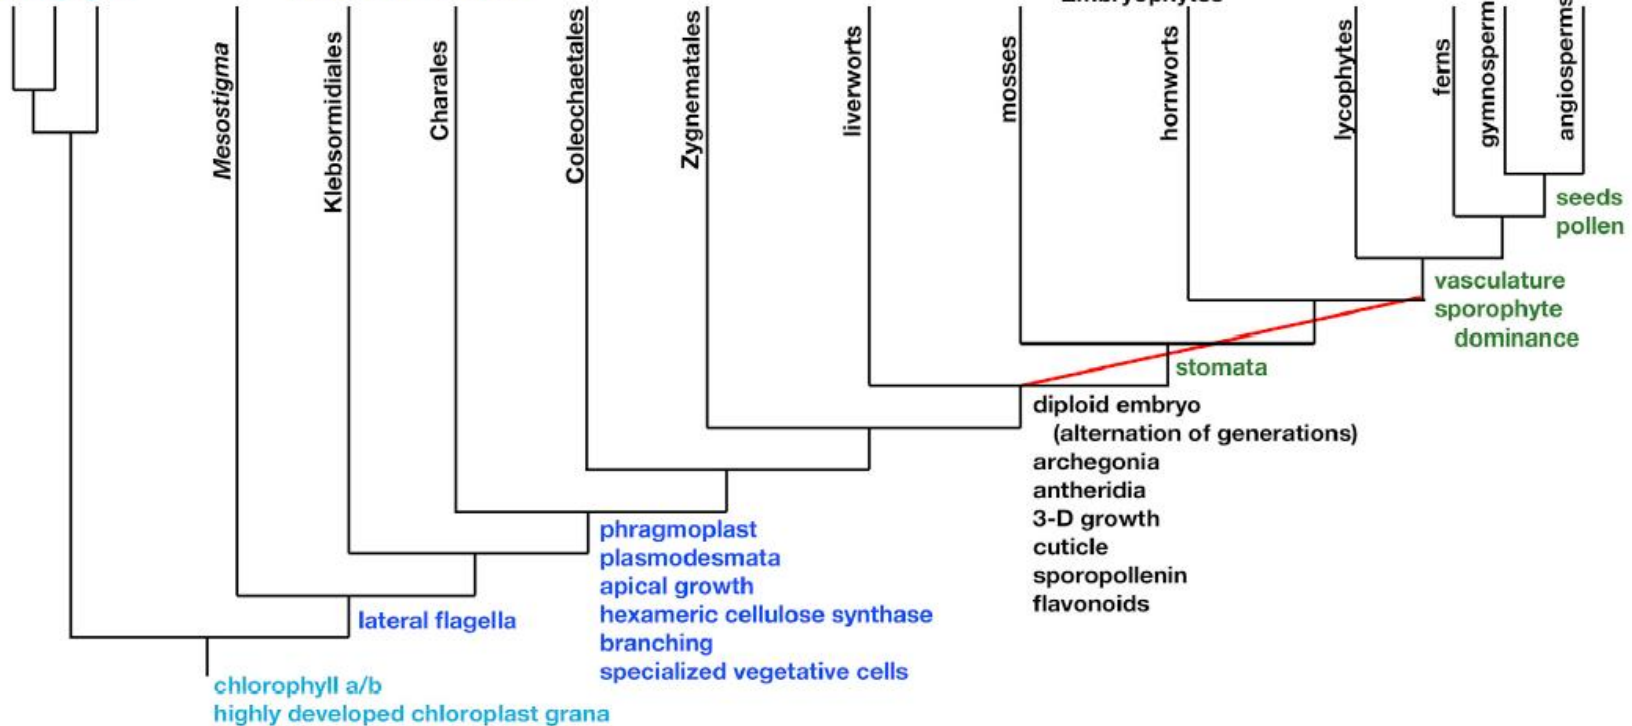 Embryophytes
Mesostigma
Klebsormidiales
Charales
Coleochaetales
Zygnematales
liverworts
mosses
hornworts
lycophytes
ferns
gymnosperm
angiosperms
seeds
pollen
vasculature
sporophyte
dominance
stomata
diploid embryo
(alternation of generations)
archegonia
antheridia
3-D growth
cuticle
sporopollenin
flavonoids
phragmoplast
plasmodesmata
apical growth
hexameric cellulose synthase
branching
specialized vegetative cells
lateral flagella
chlorophyll a/b
highly developed chloroplast grana